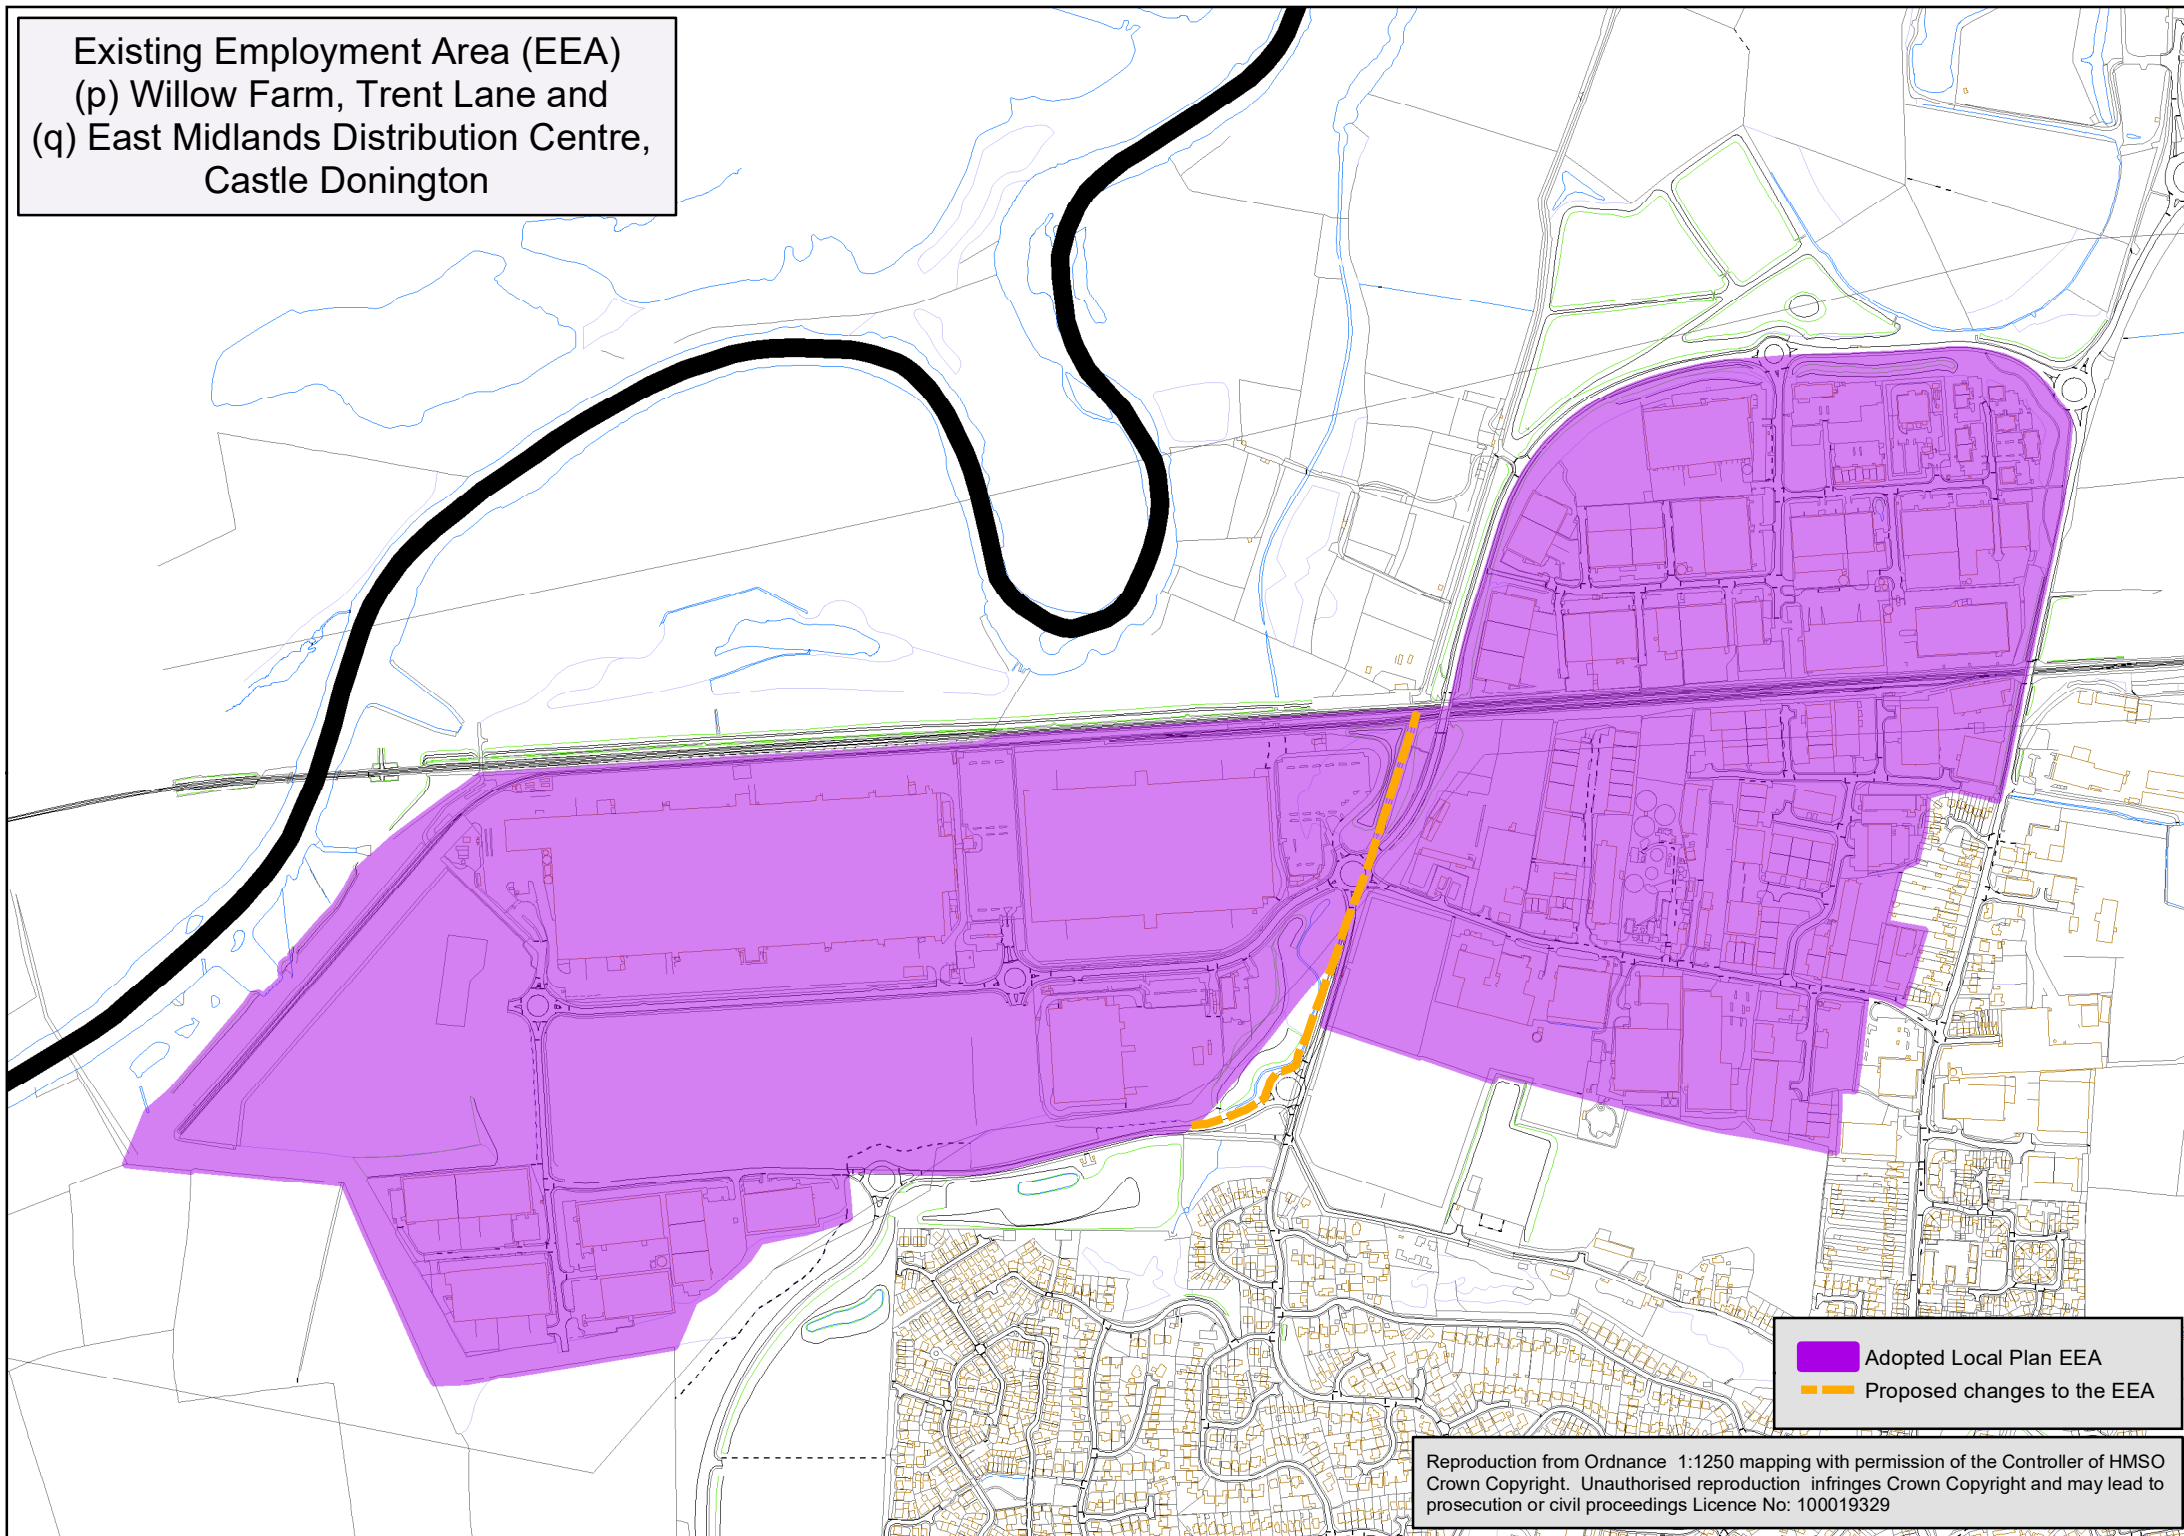 Existing Employment Area (EEA)
(p) Willow Farm, Trent Lane and
(q) East Midlands Distribution Centre,
Castle Donington
Adopted Local Plan EEA
Proposed changes to the EEA
Reproduction from Ordnance 1:1250 mapping with permission of the Controller of HMSO
Crown Copyright. Unauthorised reproduction infringes Crown Copyright and may lead to
prosecution or civil proceedings Licence No: 100019329